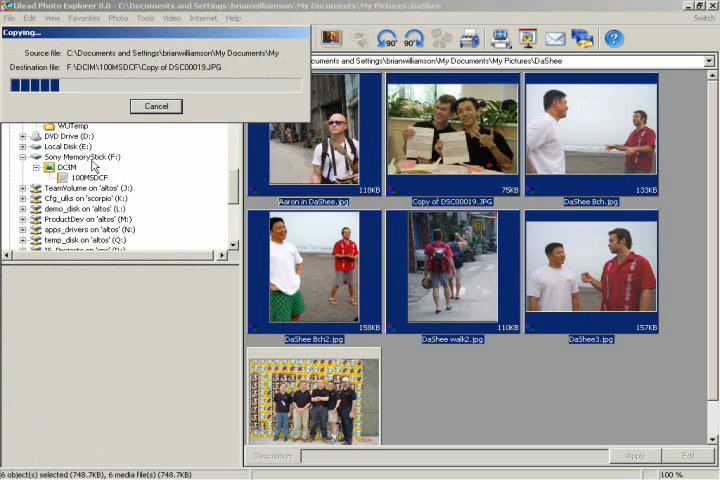 Ulead Photo Explorer 8.0 - C:\Documents and Settings\brianwilliamson\My Documents\My Pictures\DaShee
File Edit View Favorites Photo Tools Video Internet Help
Switch
Copying...
Source file: C:\Documents and Settings\brianwilliamson\My Documents\My
Destination file: F:\DCIM\100MSDCF\Copy of DSC00019.JPG
Cancel
90° 90°
cuments and Settings\brianwilliamson\My Documents\My Pictures\DaShee
WUTemp
DVD Drive (D:)
Local Disk (E:)
Sony MemoryStick (F:)
DCIM
100MSDCF
TeamVolume on 'altos' (J:)
Cfg_ulks on 'scorpio' (K:)
demo_disk on 'altos' (L:)
ProductDev on 'altos' (M:)
apps_drivers on 'altos' (N:)
temp_disk on 'altos' (Q:)
118KB
75KB
133KB
Aaron in DaShee.jpg
Copy of DSC00019.JPG
DaShee Bch.jpg
158KB
110KB
157KB
DaShee Bch2.jpg
DaShee walk2.jpg
DaShee3.jpg
Description:
Apply
Edit
6 object(s) selected (748.7KB), 6 media file(s) (748.7KB)
100 %